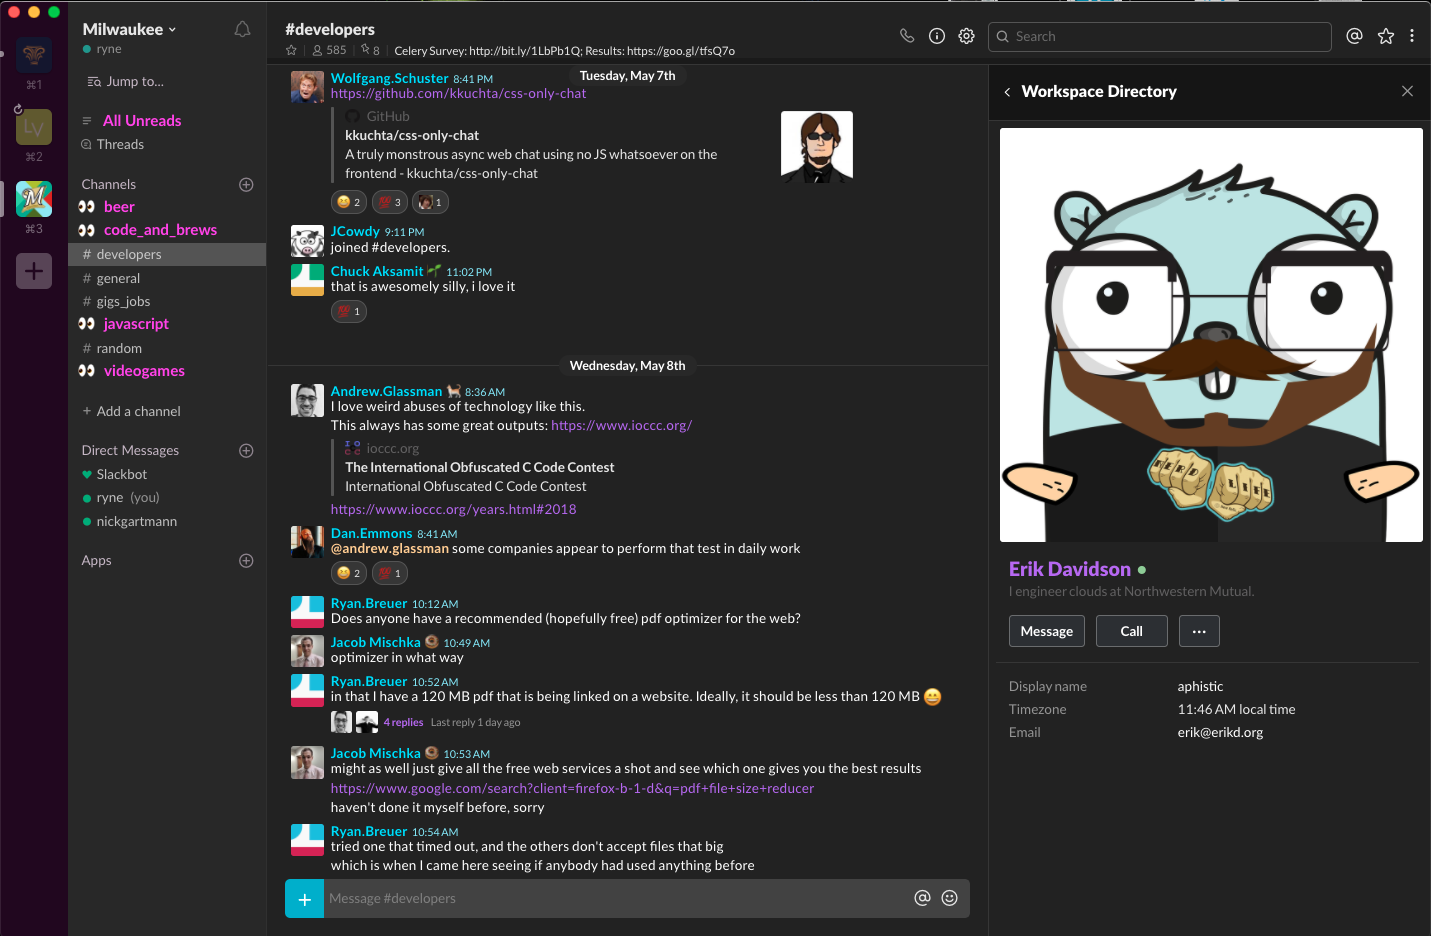 ⌘1
LV
⌘2
M
⌘3
Milwaukee
ryne
Jump to...
All Unreads
Threads
Channels
beer
code_and_brews
# developers
# general
# gigs_jobs
javascript
# random
videogames
+ Add a channel
Direct Messages
Slackbot
ryne (you)
nickgartmann
Apps
#developers
585
8
Celery Survey: http://bit.ly/1LbPb1Q; Results: https://goo.gl/tfsQ7o
Search
Tuesday, May 7th
Wolfgang.Schuster 8:41 PM
https://github.com/kkuchta/css-only-chat
GitHub
kkuchta/css-only-chat
A truly monstrous async web chat using no JS whatsoever on the
frontend - kkuchta/css-only-chat
2
3
1
JCowdy 9:11 PM
joined #developers.
Chuck Aksamit 11:02 PM
that is awesomely silly, i love it
1
Wednesday, May 8th
Andrew.Glassman 8:36 AM
I love weird abuses of technology like this.
This always has some great outputs: https://www.ioccc.org/
ioccc.org
The International Obfuscated C Code Contest
International Obfuscated C Code Contest
https://www.ioccc.org/years.html#2018
Dan.Emmons 8:41 AM
@andrew.glassman some companies appear to perform that test in daily work
2
1
Ryan.Breuer 10:12 AM
Does anyone have a recommended (hopefully free) pdf optimizer for the web?
Jacob Mischka 10:49 AM
optimizer in what way
Ryan.Breuer 10:52 AM
in that I have a 120 MB pdf that is being linked on a website. Ideally, it should be less than 120 MB
4 replies Last reply 1 day ago
Jacob Mischka 10:53 AM
might as well just give all the free web services a shot and see which one gives you the best results
https://www.google.com/search?client=firefox-b-1-d&q=pdf+file+size+reducer
haven't done it myself before, sorry
Ryan.Breuer 10:54 AM
tried one that timed out, and the others don't accept files that big
which is when I came here seeing if anybody had used anything before
Message #developers
Workspace Directory
NERD LIFE
Erik Davidson
I engineer clouds at Northwestern Mutual.
Message
Call
Display name aphistic
Timezone 11:46 AM local time
Email erik@erikd.org